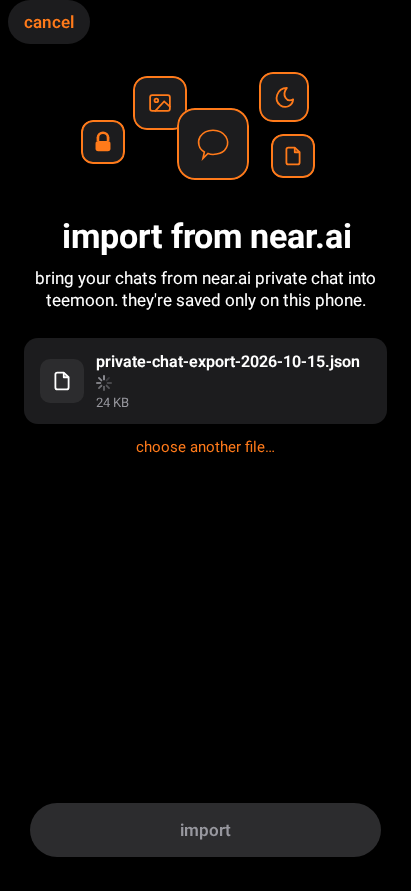 cancel
import from near.ai
bring your chats from near.ai private chat into
teemoon. they're saved only on this phone.
private-chat-export-2026-10-15.json
24 KB
choose another file…
import